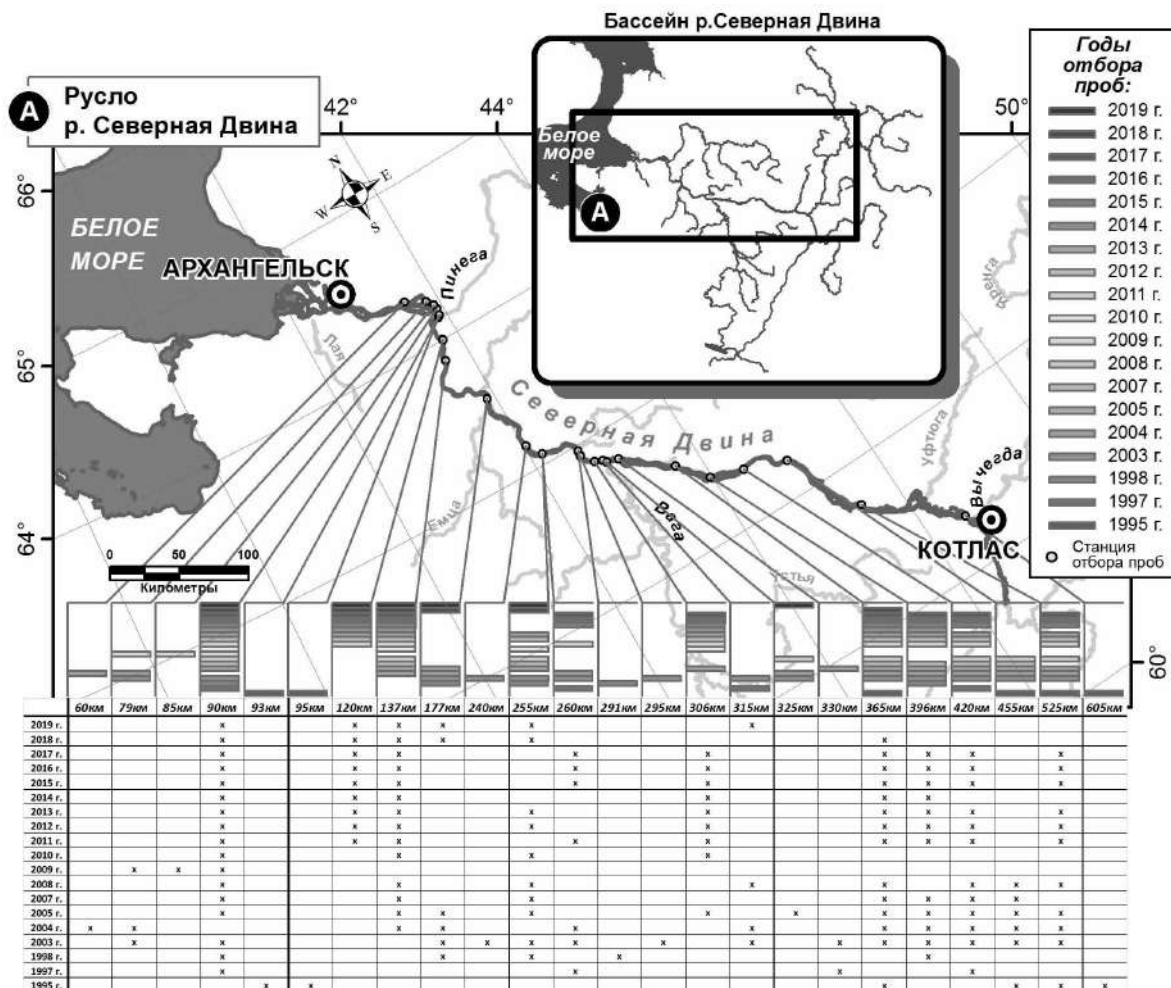 Бассейн р.Северная Двина
А
Русло
р. Северная Двина
42°
44°
50°
66°
65°
64°
60°
N
E
S
W
БЕЛОЕ
МОРЕ
АРХАНГЕЛЬСК
Пинега
Лая
Емца
Северная Двина
Вага
Устья
Уфтюга
Вычегда
Яренга
КОТЛАС
Белое
море
А
0 50 100
Километры
Годы
отбора
проб:
2019 г.
2018 г.
2017 г.
2016 г.
2015 г.
2014 г.
2013 г.
2012 г.
2011 г.
2010 г.
2009 г.
2008 г.
2007 г.
2005 г.
2004 г.
2003 г.
1998 г.
1997 г.
1995 г.
Станция
отбора проб
60км 79км 85км 90км 93км 95км 120км 137км 177км 240км 255км 260км 291км 295км 306км 315км 325км 330км 365км 396км 420км 455км 525км 605км
2019 г. x x x x x x
2018 г. x x x x x x
2017 г. x x x x x x x x x
2016 г. x x x x x x x x x
2015 г. x x x x x x x x x
2014 г. x x x x x x
2013 г. x x x x x x x x x
2012 г. x x x x x x x x x
2011 г. x x x x x x x x x
2010 г. x x x x
2009 г. x x x
2008 г. x x x x x x x x
2007 г. x x x x x x x
2005 г. x x x x x x x x x x x
2004 г. x x x x x x x x x x x
2003 г. x x x x x x x x x x x x x x
1998 г. x x x x x
1997 г. x x x x
1995 г. x x x x x x